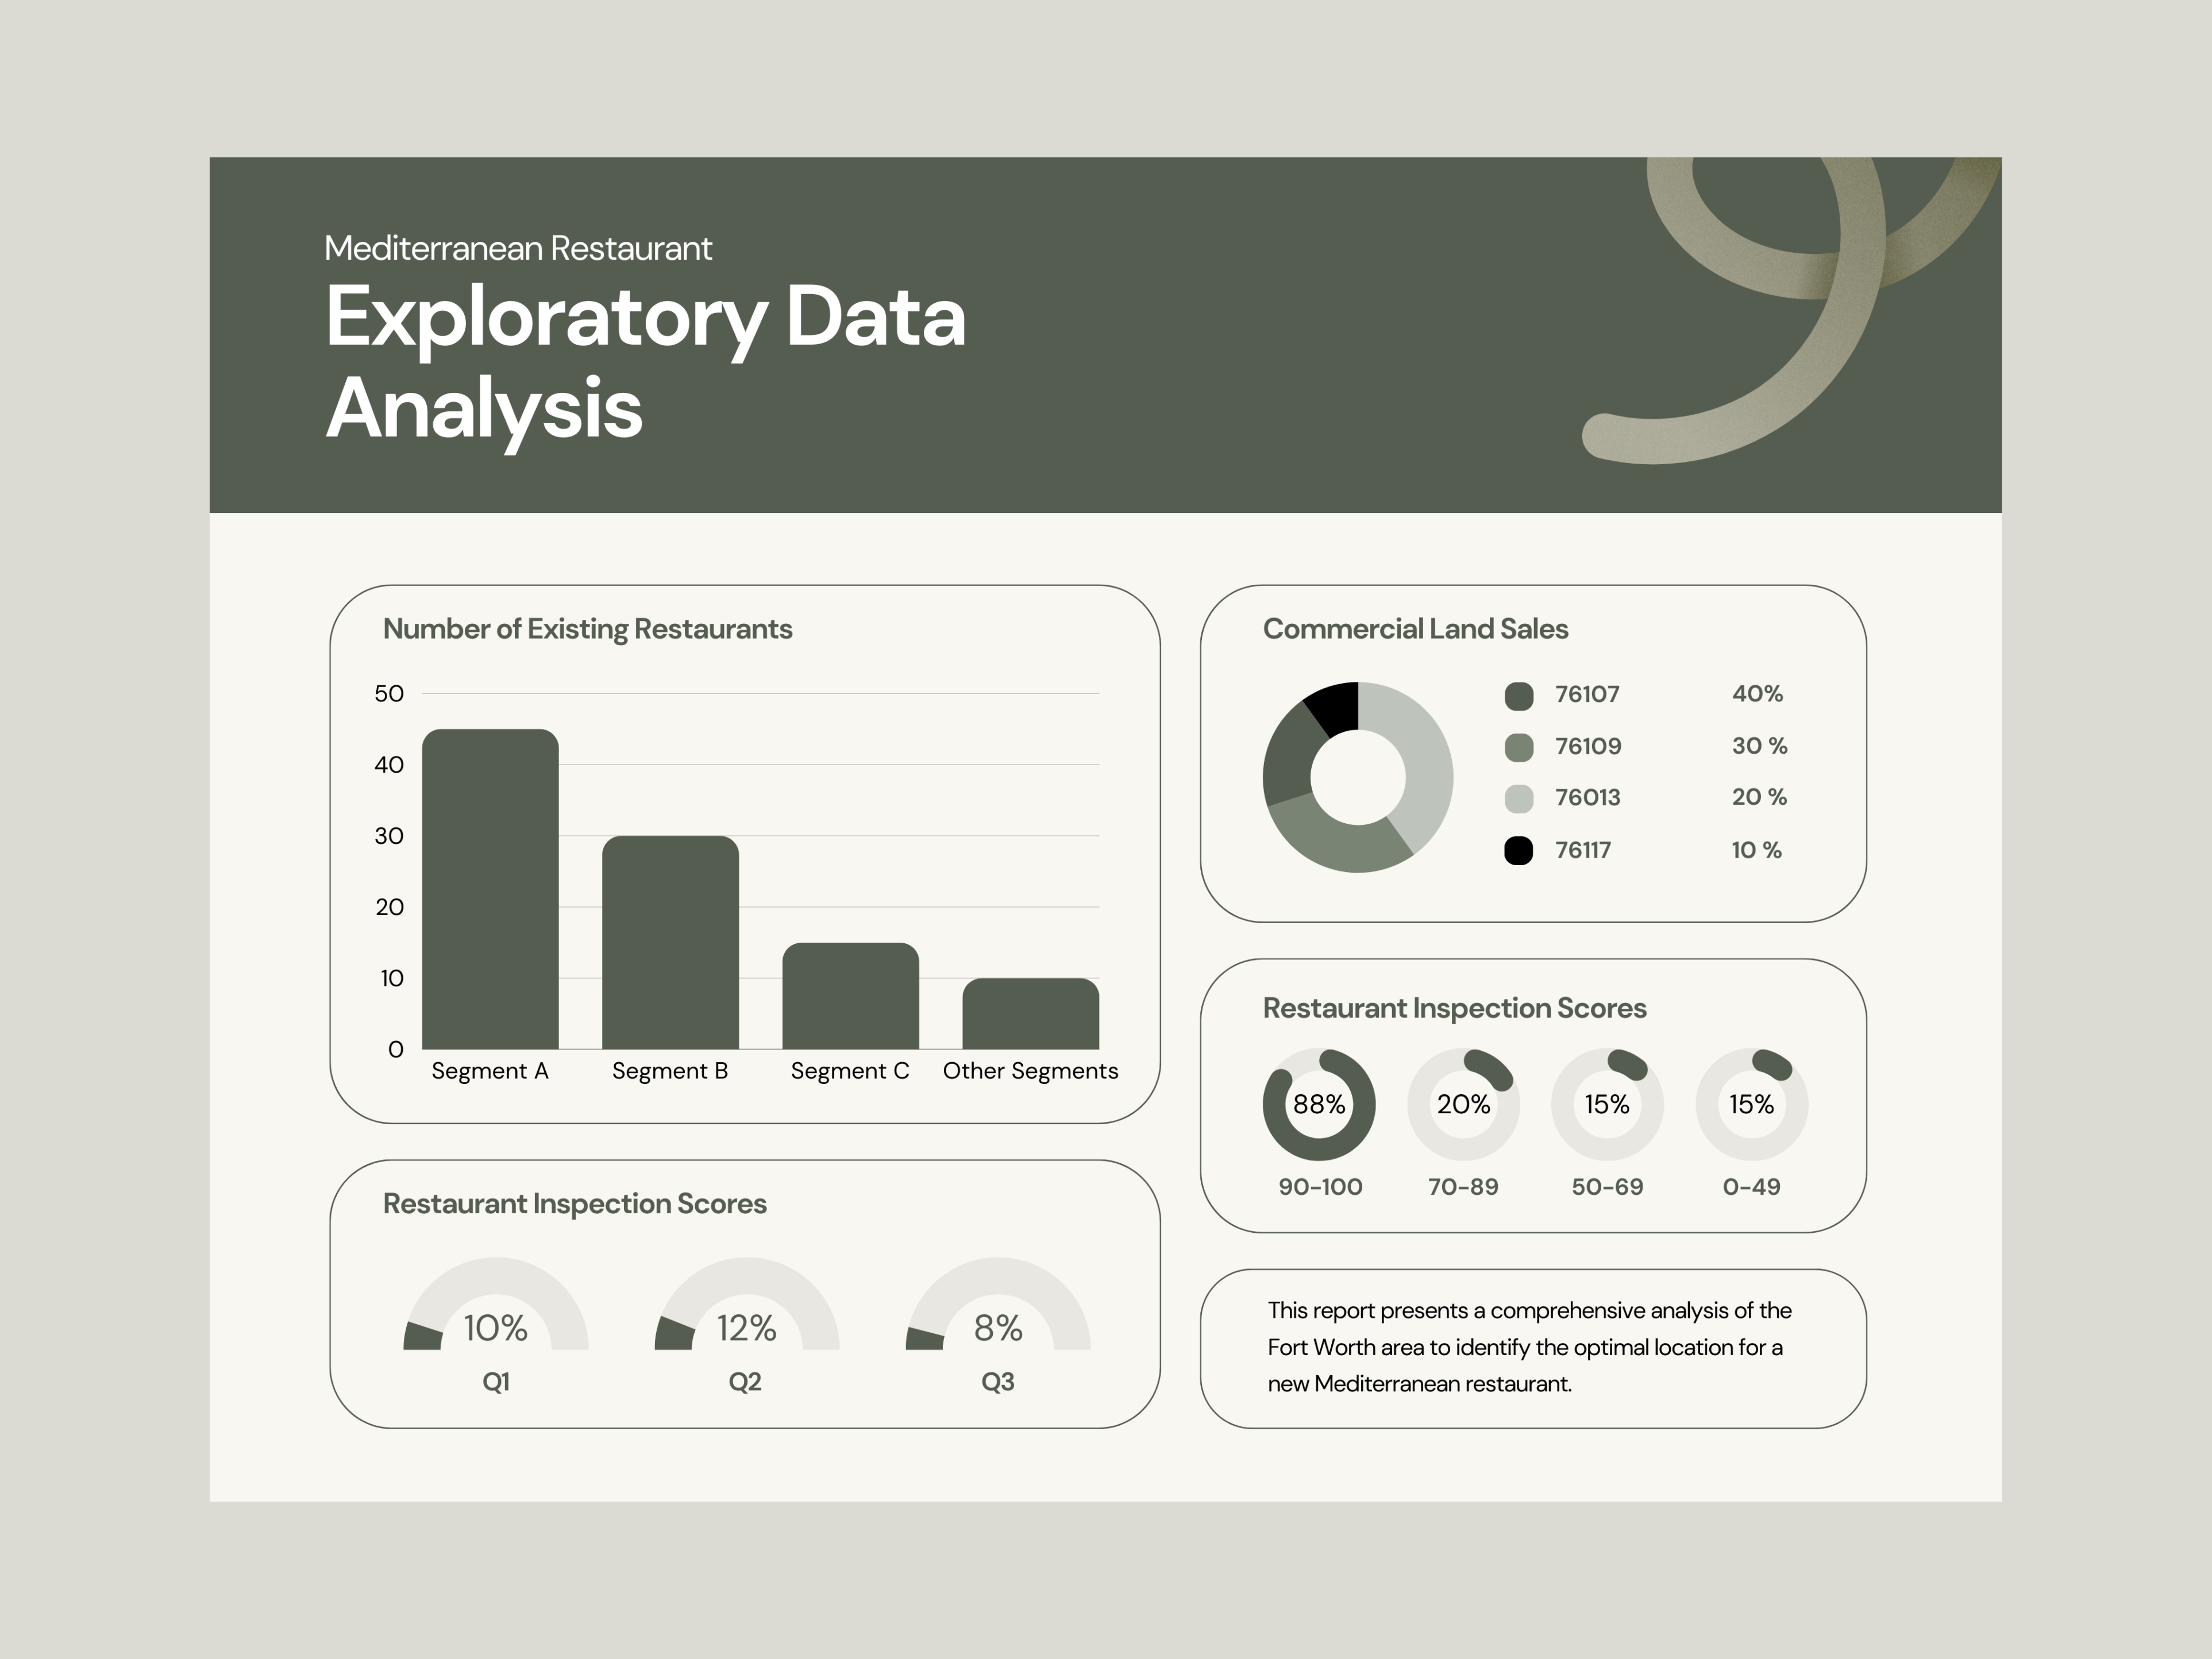 Mediterranean Restaurant
Exploratory Data
Analysis
Number of Existing Restaurants
50
40
30
20
10
0
Segment A Segment B Segment C Other Segments
Commercial Land Sales
76107 40%
76109 30 %
76013 20 %
76117 10 %
Restaurant Inspection Scores
88% 20% 15% 15%
90-100 70-89 50-69 0-49
Restaurant Inspection Scores
10% 12% 8%
Q1 Q2 Q3
This report presents a comprehensive analysis of the
Fort Worth area to identify the optimal location for a
new Mediterranean restaurant.